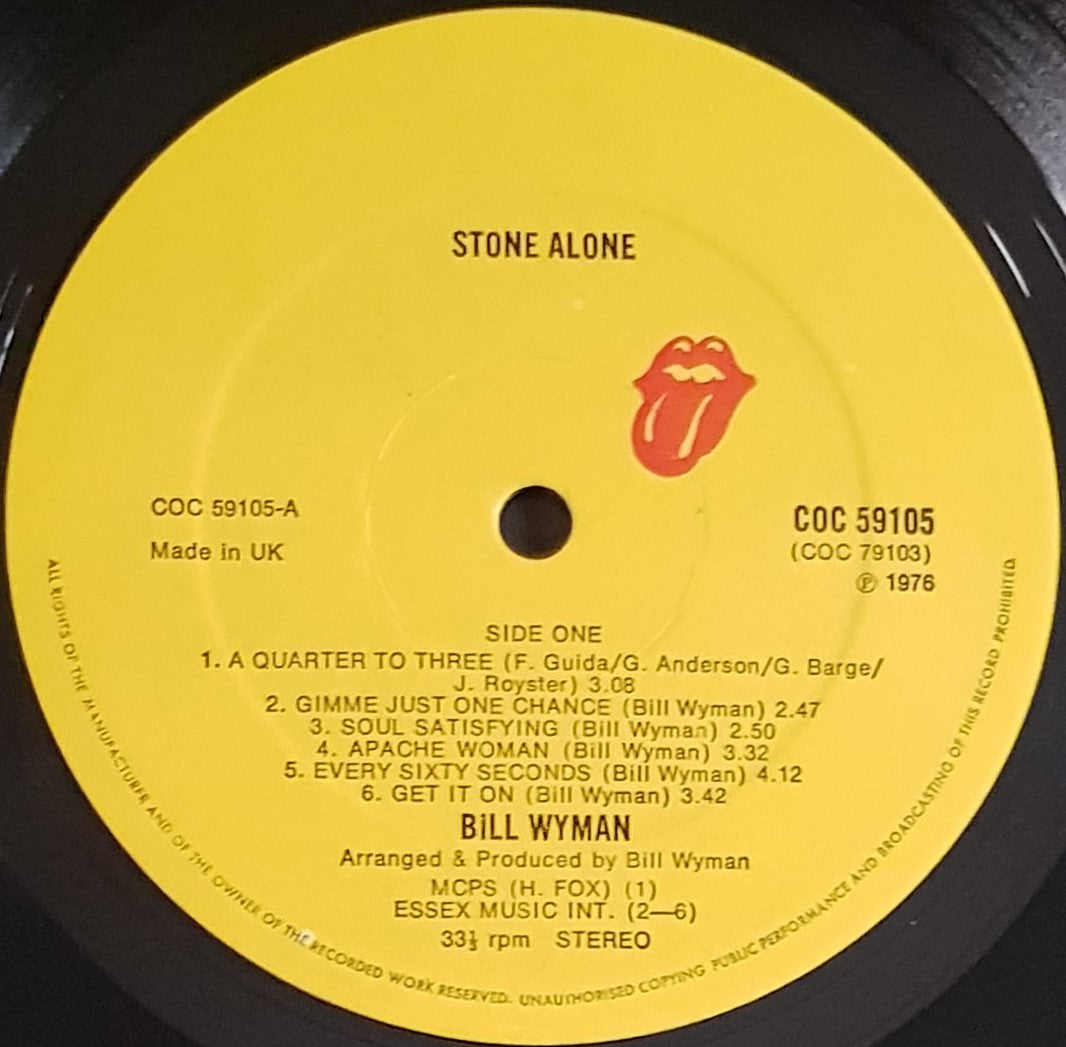 STONE ALONE
COC 59105-A
Made in UK
COC 59105
(COC 79103)
℗ 1976
SIDE ONE
1. A QUARTER TO THREE (F. Guida/G. Anderson/G. Barge/
J. Royster) 3.08
2. GIMME JUST ONE CHANCE (Bill Wyman) 2.47
3. SOUL SATISFYING (Bill Wyman) 2.50
4. APACHE WOMAN (Bill Wyman) 3.32
5. EVERY SIXTY SECONDS (Bill Wyman) 4.12
6. GET IT ON (Bill Wyman) 3.42
BiLL WYMAN
Arranged & Produced by Bill Wyman
MCPS (H. FOX) (1)
ESSEX MUSIC INT. (2—6)
33⅓ rpm STEREO
ALL RIGHTS OF THE MANUFACTURER AND OF THE OWNER OF THE RECORDED WORK RESERVED. UNAUTHORISED COPYING PUBLIC PERFORMANCE AND BROADCASTING OF THIS RECORD PROHIBITED.